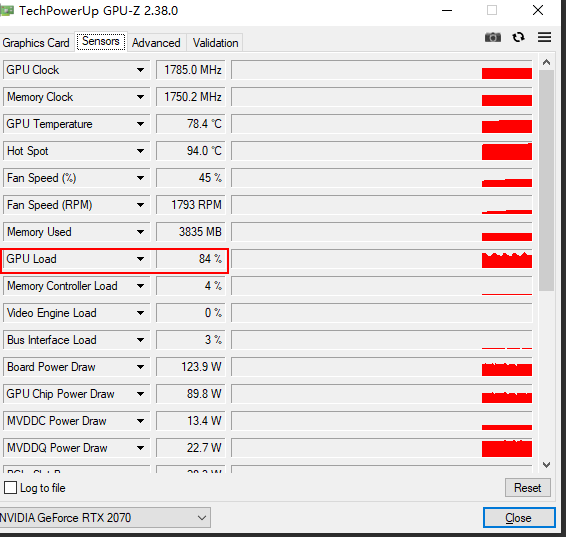 TechPowerUp GPU-Z 2.38.0
Graphics Card Sensors Advanced Validation
GPU Clock 1785.0 MHz
Memory Clock 1750.2 MHz
GPU Temperature 78.4 °C
Hot Spot 94.0 °C
Fan Speed (%) 45 %
Fan Speed (RPM) 1793 RPM
Memory Used 3835 MB
GPU Load 84 %
Memory Controller Load 4 %
Video Engine Load 0 %
Bus Interface Load 3 %
Board Power Draw 123.9 W
GPU Chip Power Draw 89.8 W
MVDDC Power Draw 13.4 W
MVDDQ Power Draw 22.7 W
Log to file Reset
NVIDIA GeForce RTX 2070 Close